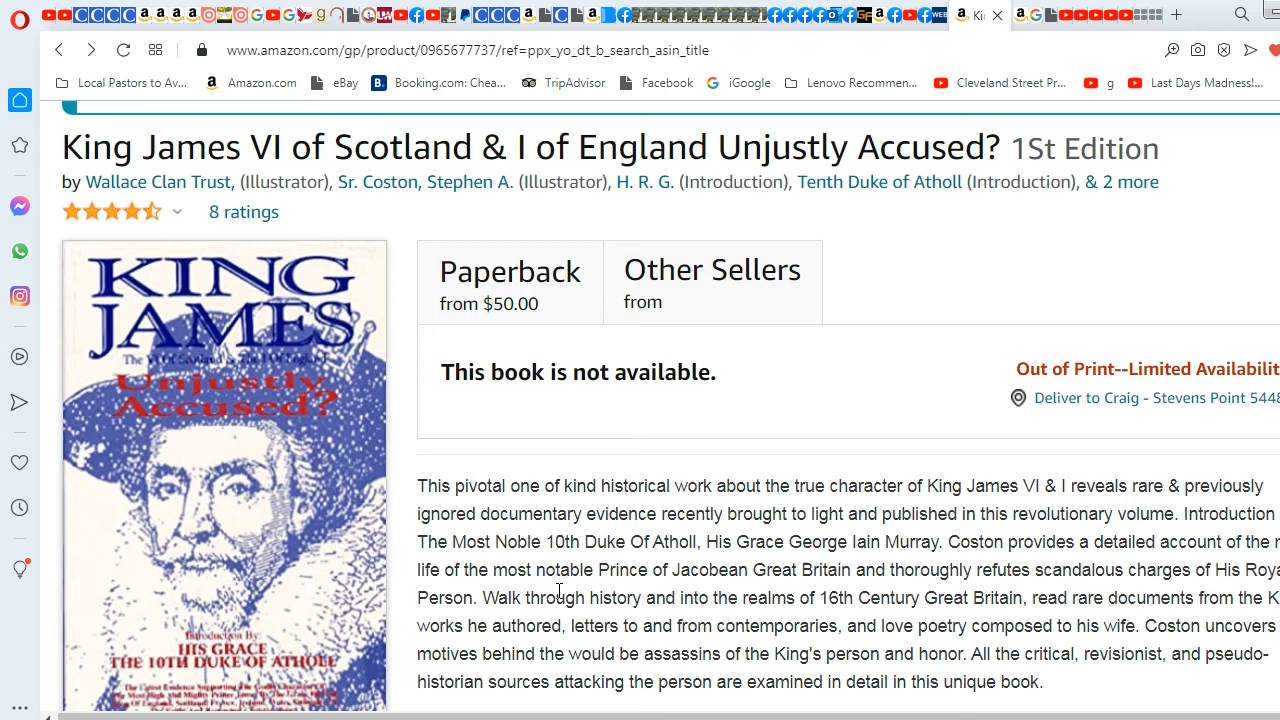 Kin
www.amazon.com/gp/product/0965677737/ref=ppx_yo_dt_b_search_asin_title
Local Pastors to Av... Amazon.com eBay Booking.com: Chea... TripAdvisor Facebook iGoogle Lenovo Recommen... Cleveland Street Pr... g Last Days Madness!...
King James VI of Scotland & I of England Unjustly Accused? 1St Edition
by Wallace Clan Trust, (Illustrator), Sr. Coston, Stephen A. (Illustrator), H. R. G. (Introduction), Tenth Duke of Atholl (Introduction), & 2 more
8 ratings
KING
JAMES
The VI Of Scotland & The I Of England
Unjustly
Accused?
Introduction By:
HIS GRACE
THE 10TH DUKE OF ATHOLL
Paperback
from $50.00
Other Sellers
from
This book is not available.
Out of Print--Limited Availabilit
Deliver to Craig - Stevens Point 5448
This pivotal one of kind historical work about the true character of King James VI & I reveals rare & previously
ignored documentary evidence recently brought to light and published in this revolutionary volume. Introduction
The Most Noble 10th Duke Of Atholl, His Grace George Iain Murray. Coston provides a detailed account of the r
life of the most notable Prince of Jacobean Great Britain and thoroughly refutes scandalous charges of His Roya
Person. Walk through history and into the realms of 16th Century Great Britain, read rare documents from the K
works he authored, letters to and from contemporaries, and love poetry composed to his wife. Coston uncovers
motives behind the would be assassins of the King's person and honor. All the critical, revisionist, and pseudo-
historian sources attacking the person are examined in detail in this unique book.